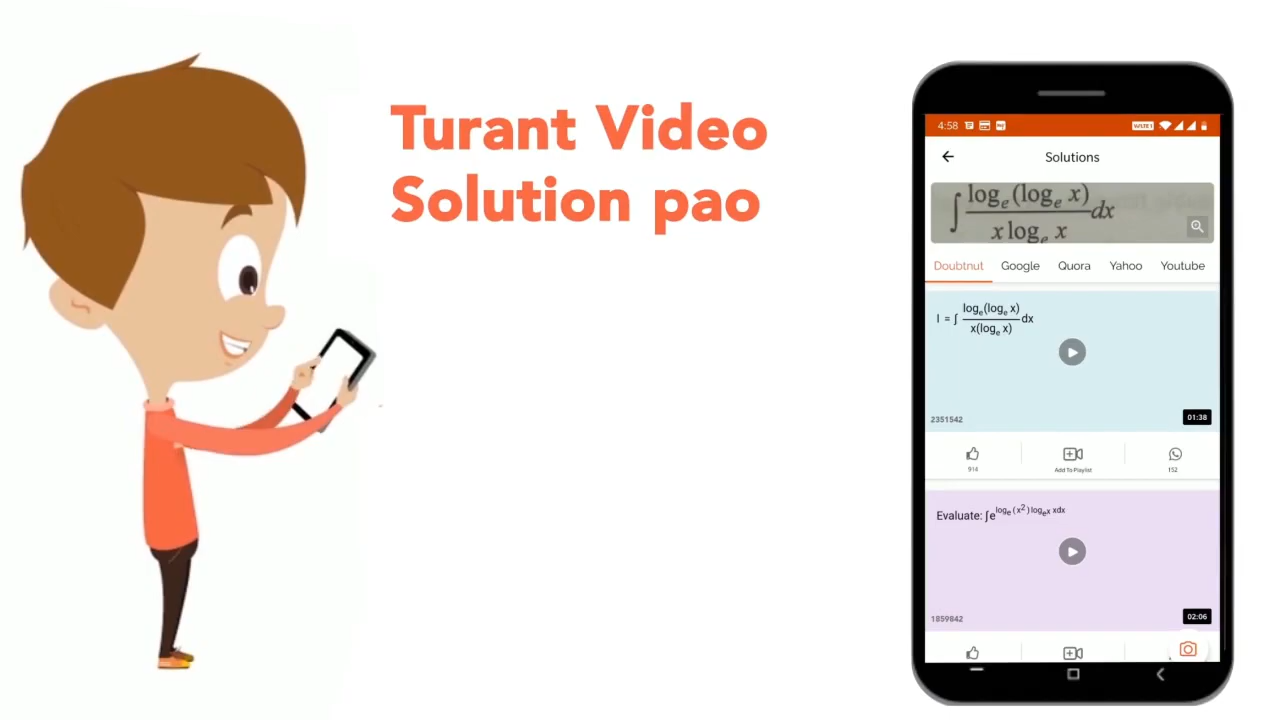 Turant Video
Solution pao
4:58
VoLTE1
Solutions
∫ logₑ(logₑ x) / x logₑ x dx
Doubtnut Google Quora Yahoo Youtube
I = ∫ logₑ(logₑ x) / x(logₑ x) dx
2351542 01:38
914 Add To Playlist 152
Evaluate: ∫e^logₑ(x²)logₑx xdx
1859842 02:06